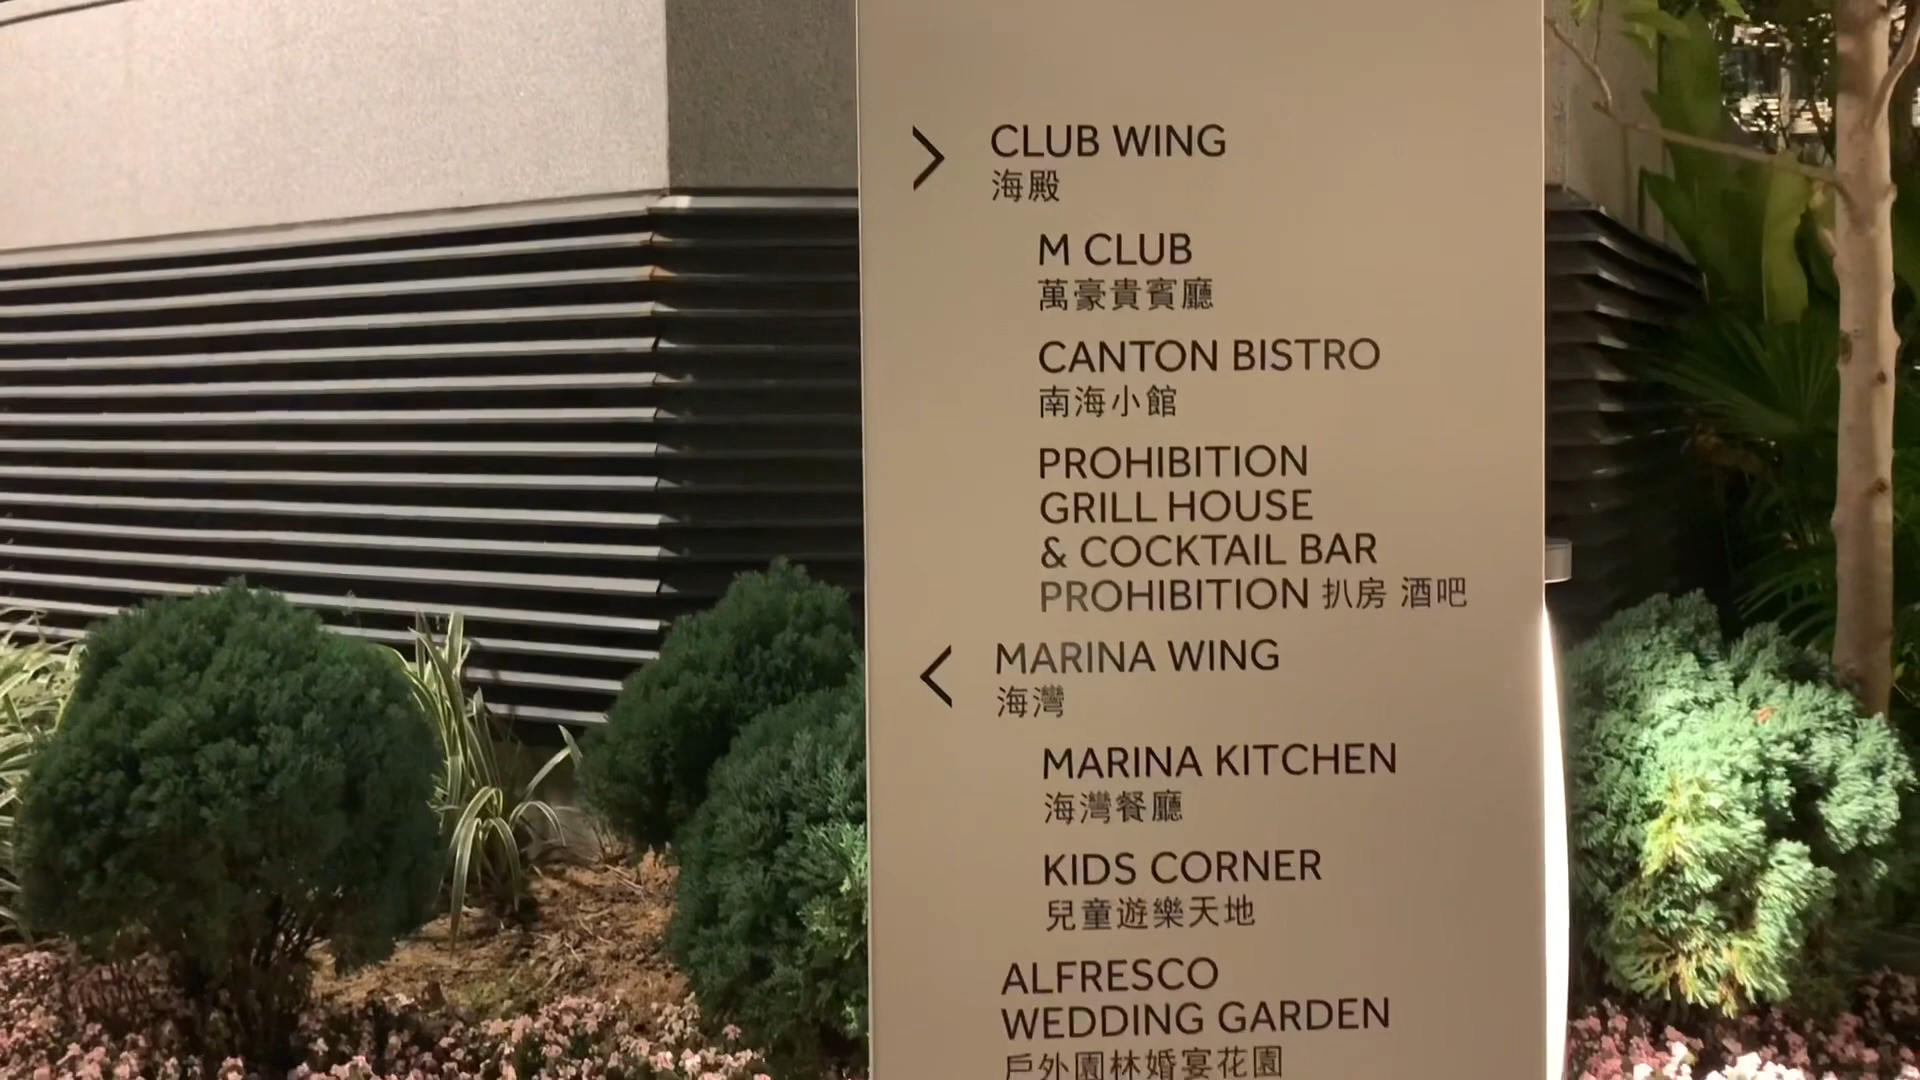 CLUB WING
海殿
M CLUB
萬豪貴賓廳
CANTON BISTRO
南海小館
PROHIBITION
GRILL HOUSE
& COCKTAIL BAR
PROHIBITION 扒房 酒吧
MARINA WING
海灣
MARINA KITCHEN
海灣餐廳
KIDS CORNER
兒童遊樂天地
ALFRESCO
WEDDING GARDEN
戶外園林婚宴花園